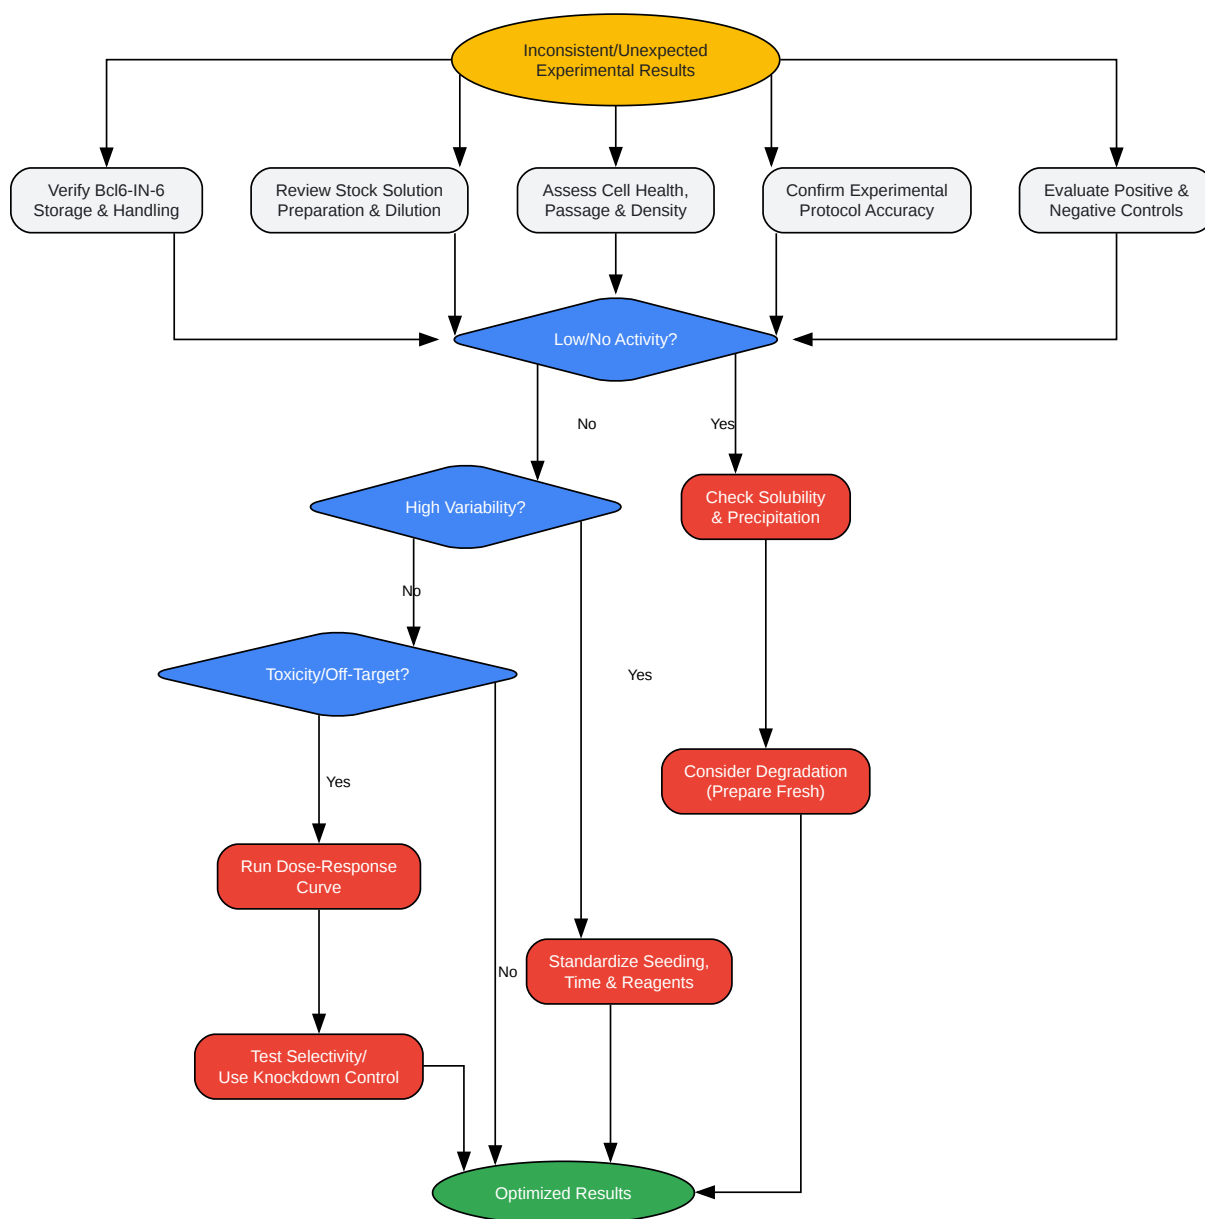 Inconsistent/Unexpected
Experimental Results
Verify Bcl6-IN-6
Storage & Handling
Review Stock Solution
Preparation & Dilution
Assess Cell Health,
Passage & Density
Confirm Experimental
Protocol Accuracy
Evaluate Positive &
Negative Controls
Low/No Activity?
No
Yes
High Variability?
Check Solubility
& Precipitation
No
Toxicity/Off-Target?
Yes
Yes
Consider Degradation
(Prepare Fresh)
Run Dose-Response
Curve
No
Standardize Seeding,
Time & Reagents
Test Selectivity/
Use Knockdown Control
Optimized Results